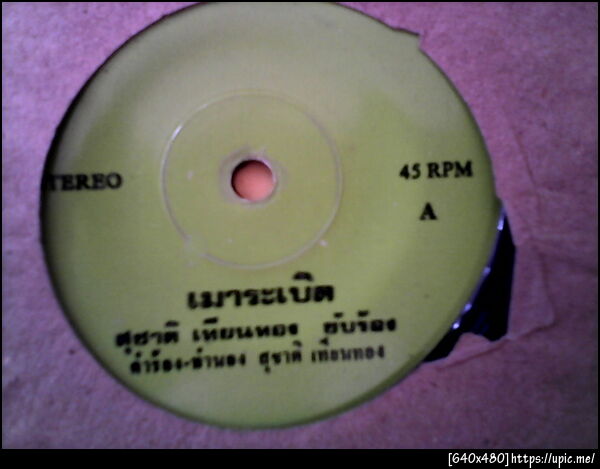 STEREO
45 RPM
A
เมาระเบิด
สุชาติ เทียนทอง ขับร้อง
คำร้อง-ทำนอง สุชาติ เทียนทอง
[640x480]https://upic.me/